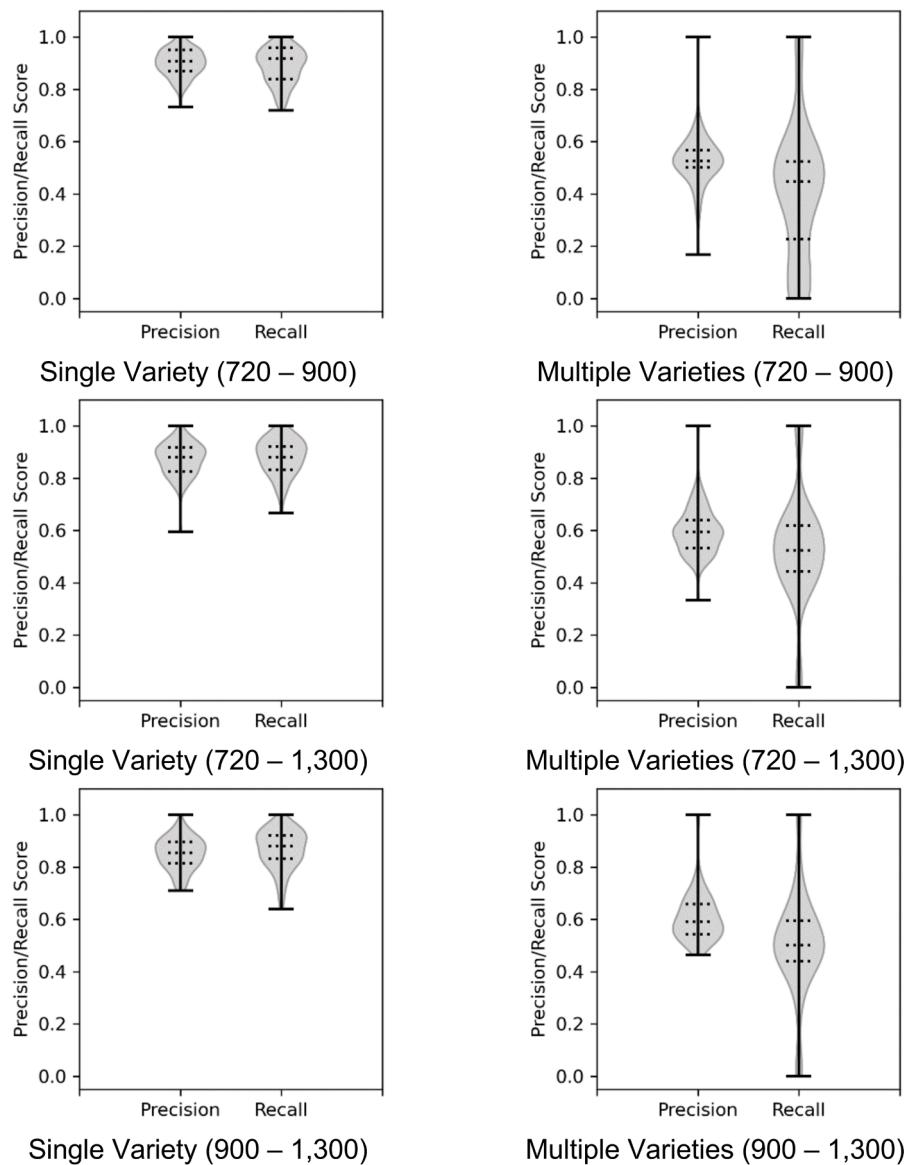 Precision/Recall Score
1.0
0.8
0.6
0.4
0.2
0.0
Precision Recall
Single Variety (720 – 900)
Precision/Recall Score
1.0
0.8
0.6
0.4
0.2
0.0
Precision Recall
Multiple Varieties (720 – 900)
Precision/Recall Score
1.0
0.8
0.6
0.4
0.2
0.0
Precision Recall
Single Variety (720 – 1,300)
Precision/Recall Score
1.0
0.8
0.6
0.4
0.2
0.0
Precision Recall
Multiple Varieties (720 – 1,300)
Precision/Recall Score
1.0
0.8
0.6
0.4
0.2
0.0
Precision Recall
Single Variety (900 – 1,300)
Precision/Recall Score
1.0
0.8
0.6
0.4
0.2
0.0
Precision Recall
Multiple Varieties (900 – 1,300)